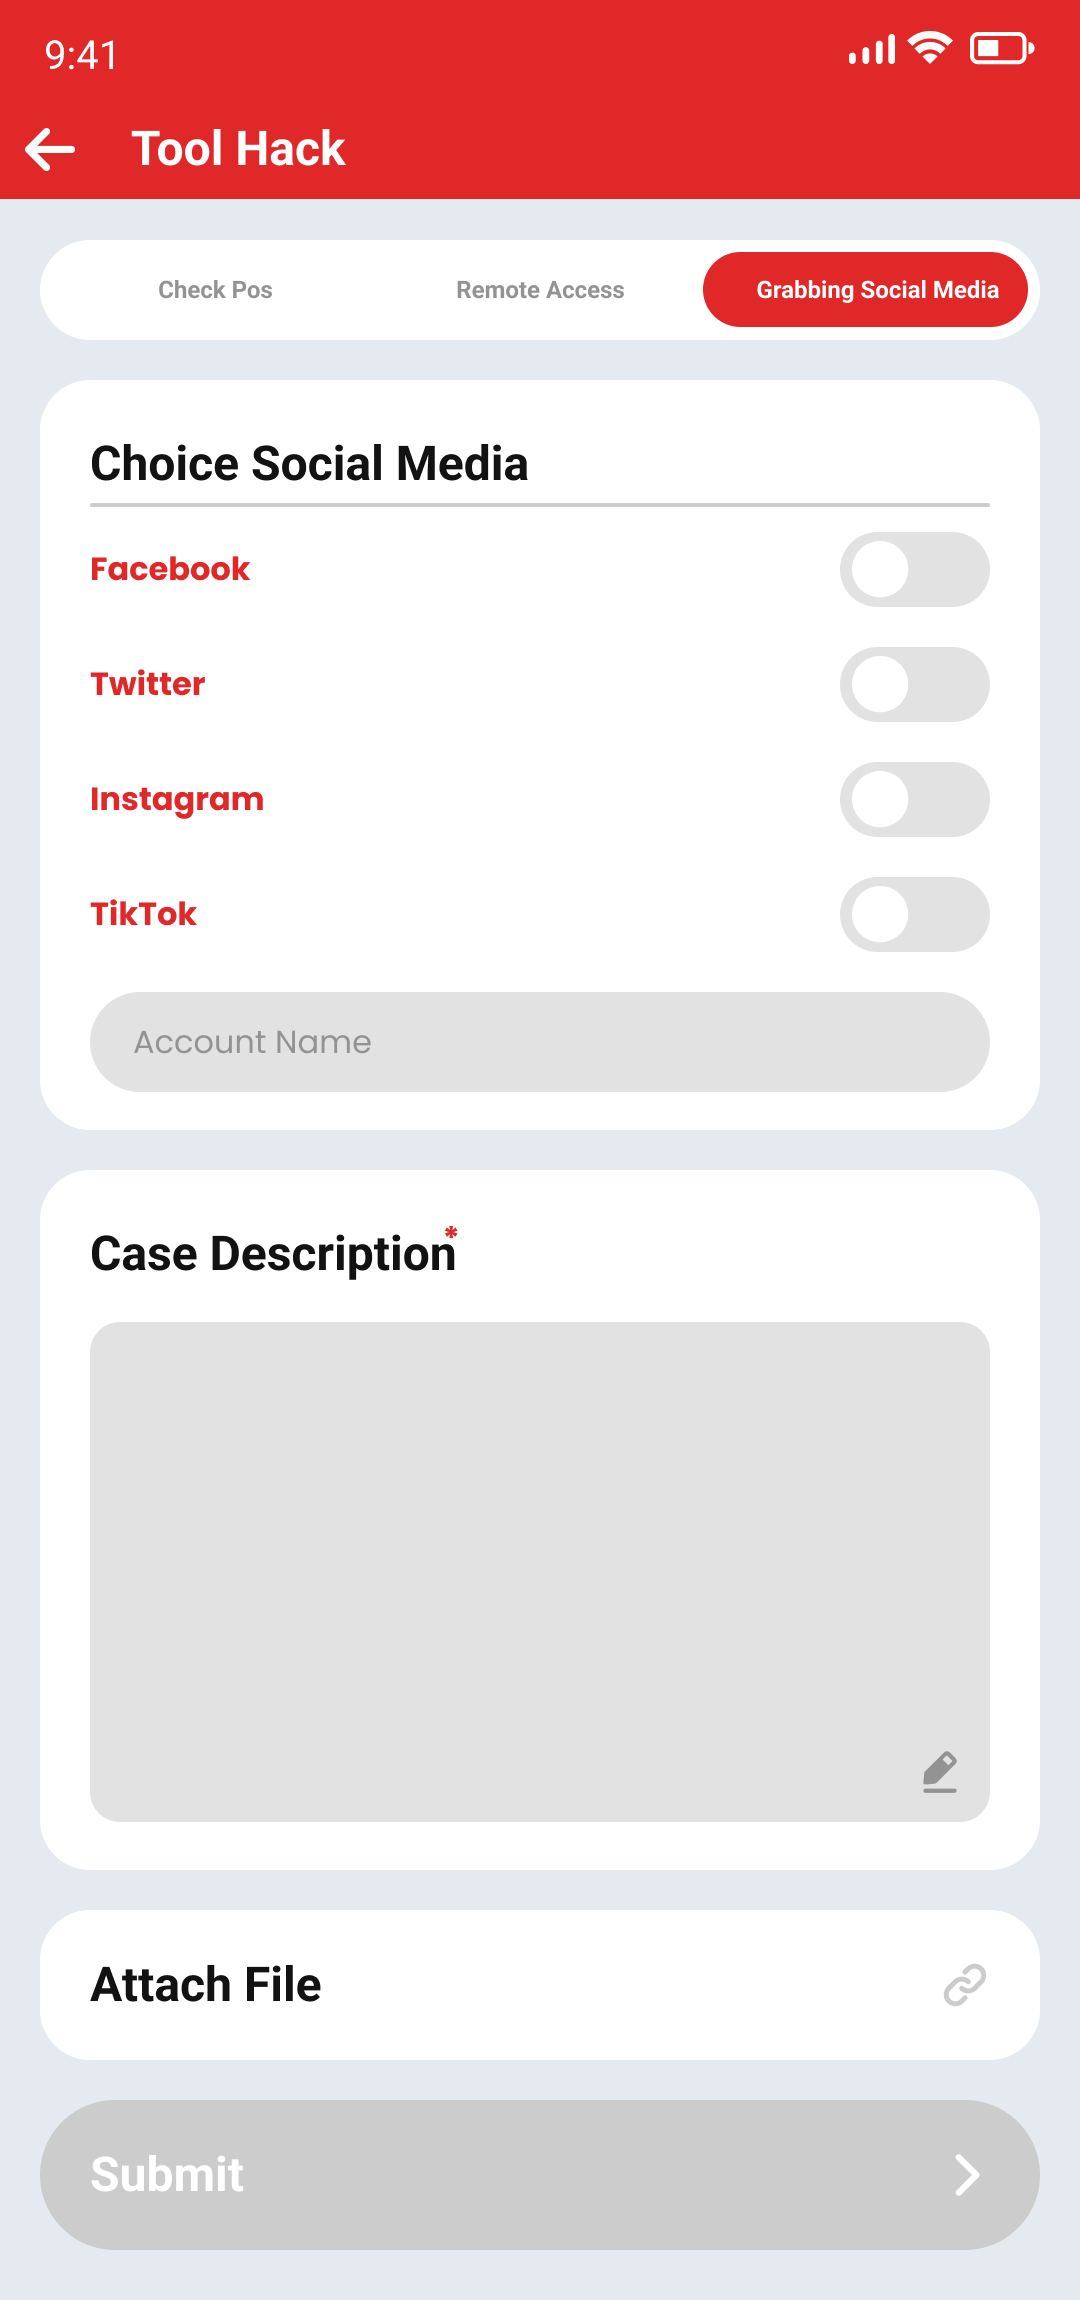 9:41
Tool Hack
Check Pos
Remote Access
Grabbing Social Media
Choice Social Media
Facebook
Twitter
Instagram
TikTok
Account Name
Case Description*
Attach File
Submit